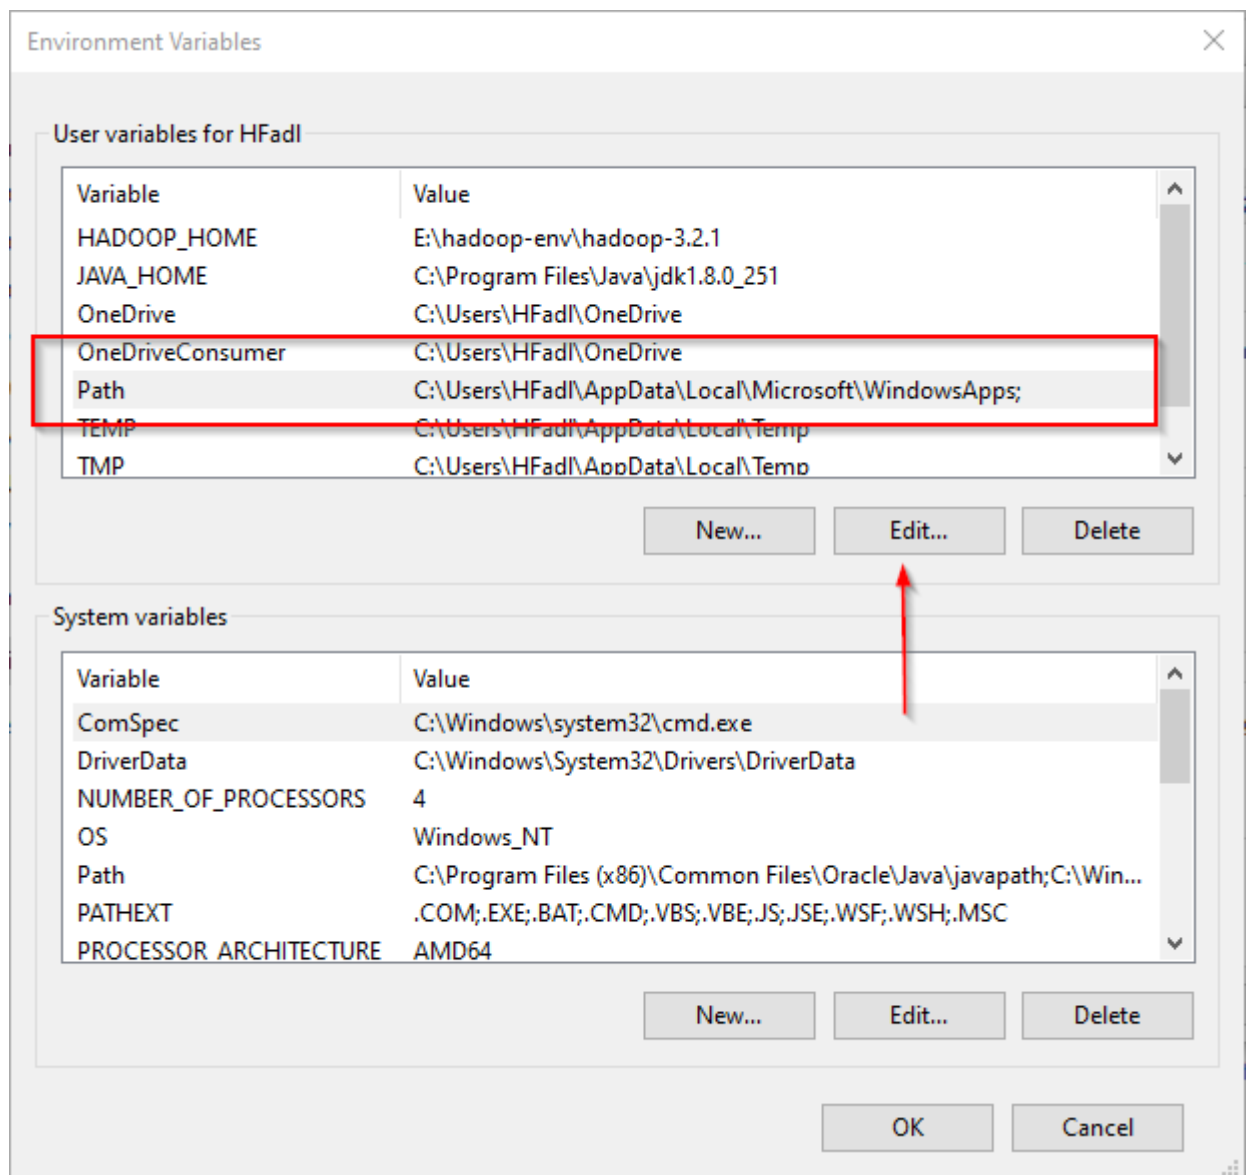 Environment Variables
User variables for HFadl
Variable Value
HADOOP_HOME E:\hadoop-env\hadoop-3.2.1
JAVA_HOME C:\Program Files\Java\jdk1.8.0_251
OneDrive C:\Users\HFadl\OneDrive
OneDriveConsumer C:\Users\HFadl\OneDrive
Path C:\Users\HFadl\AppData\Local\Microsoft\WindowsApps;
TEMP C:\Users\HFadl\AppData\Local\Temp
TMP C:\Users\HFadl\AppData\Local\Temp
New... Edit... Delete
System variables
Variable Value
ComSpec C:\Windows\system32\cmd.exe
DriverData C:\Windows\System32\Drivers\DriverData
NUMBER_OF_PROCESSORS 4
OS Windows_NT
Path C:\Program Files (x86)\Common Files\Oracle\Java\javapath;C:\Win...
PATHEXT .COM;.EXE;.BAT;.CMD;.VBS;.VBE;.JS;.JSE;.WSF;.WSH;.MSC
PROCESSOR_ARCHITECTURE AMD64
New... Edit... Delete
OK Cancel